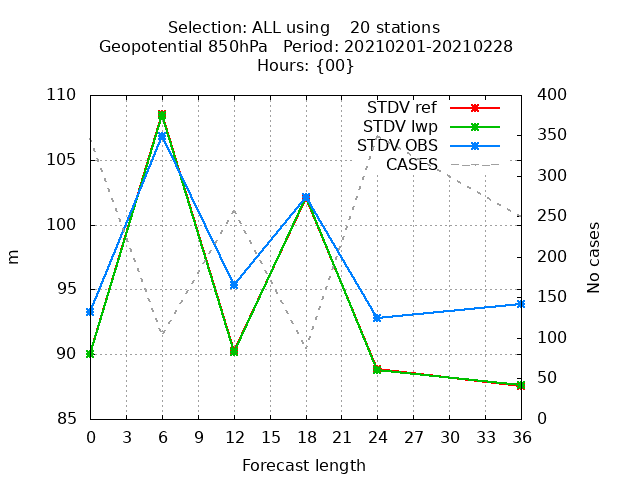 Selection: ALL using    20 stations
Geopotential 850hPa   Period: 20210201-20210228
Hours: {00}
110
105
100
95
90
85
m
STDV ref
STDV lwp
STDV OBS
CASES
400
350
300
250
200
150
100
50
0
No cases
0 3 6 9 12 15 18 21 24 27 30 33 36
Forecast length